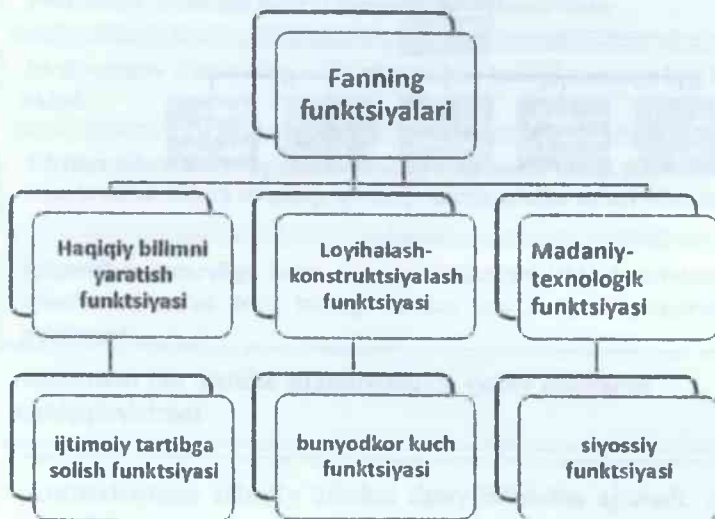 Fanning
funktsiyalari
Haqiqiy bilimni
yaratish
funktsiyasi
Loyihalash-
konstruktsiyalash
funktsiyasi
Madaniy-
texnologik
funktsiyasi
ijtimoiy tartibga
solish funktsiyasi
bunyodkor kuch
funktsiyasi
siyossiy
funktsiyasi